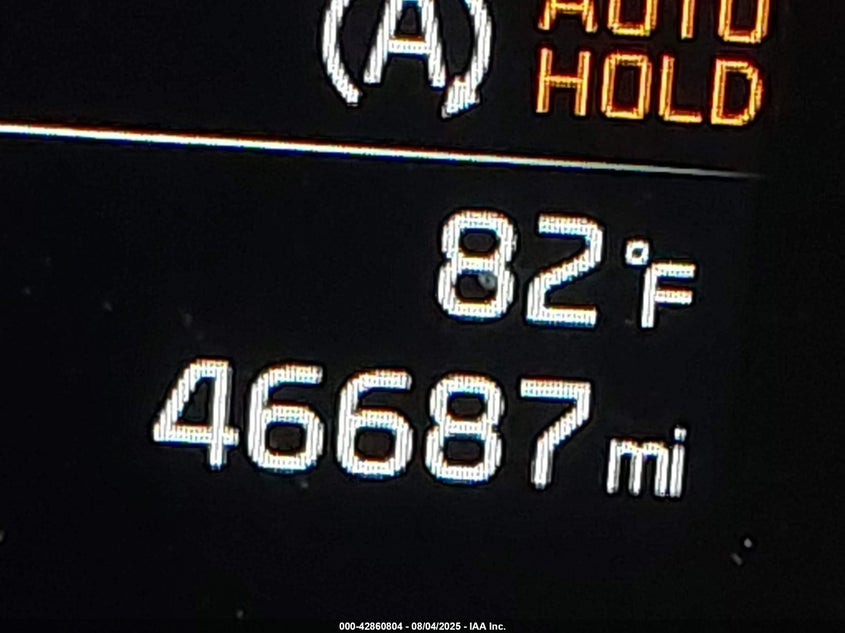 A AUTO
HOLD
82°F
46687 mi
000-42860804 - 08/04/2025 - IAA Inc.